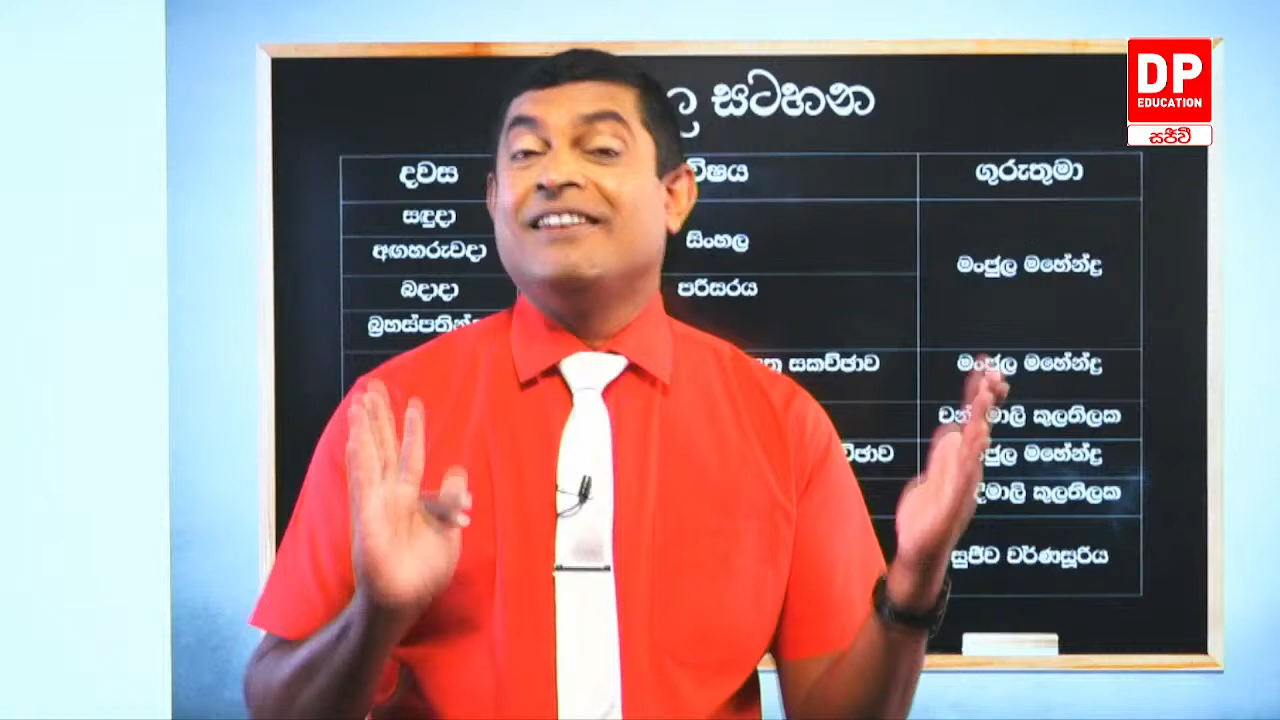 DP
EDUCATION
සජීවී
සටහන
දවස
විෂය
ගුරුතුමා
සඳුදා
අඟහරුවදා
සිංහල
මංජුල මහේන්ද්‍ර
බදාදා
පරිසරය
සකච්ඡාව
මංජුල මහේන්ද්‍ර
කුලතිලක
මහේන්ද්‍ර
කුලතිලක
සුජීව වර්ණසූරිය